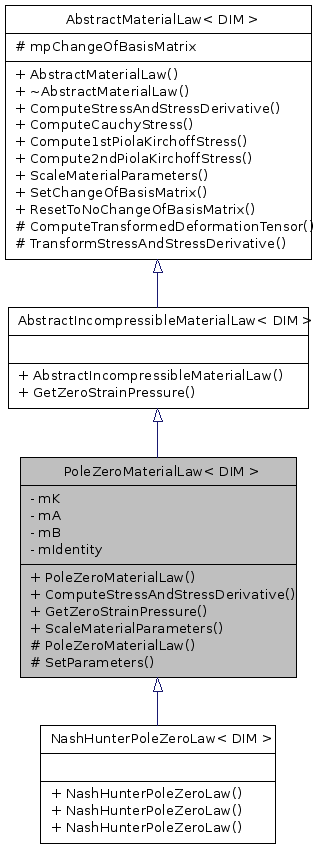 AbstractMaterialLaw< DIM >
# mpChangeOfBasisMatrix
+ AbstractMaterialLaw()
+ ~AbstractMaterialLaw()
+ ComputeStressAndStressDerivative()
+ ComputeCauchyStress()
+ Compute1stPiolaKirchoffStress()
+ Compute2ndPiolaKirchoffStress()
+ ScaleMaterialParameters()
+ SetChangeOfBasisMatrix()
+ ResetToNoChangeOfBasisMatrix()
# ComputeTransformedDeformationTensor()
# TransformStressAndStressDerivative()
AbstractIncompressibleMaterialLaw< DIM >
+ AbstractIncompressibleMaterialLaw()
+ GetZeroStrainPressure()
PoleZeroMaterialLaw< DIM >
- mK
- mA
- mB
- mIdentity
+ PoleZeroMaterialLaw()
+ ComputeStressAndStressDerivative()
+ GetZeroStrainPressure()
+ ScaleMaterialParameters()
# PoleZeroMaterialLaw()
# SetParameters()
NashHunterPoleZeroLaw< DIM >
+ NashHunterPoleZeroLaw()
+ NashHunterPoleZeroLaw()
+ NashHunterPoleZeroLaw()